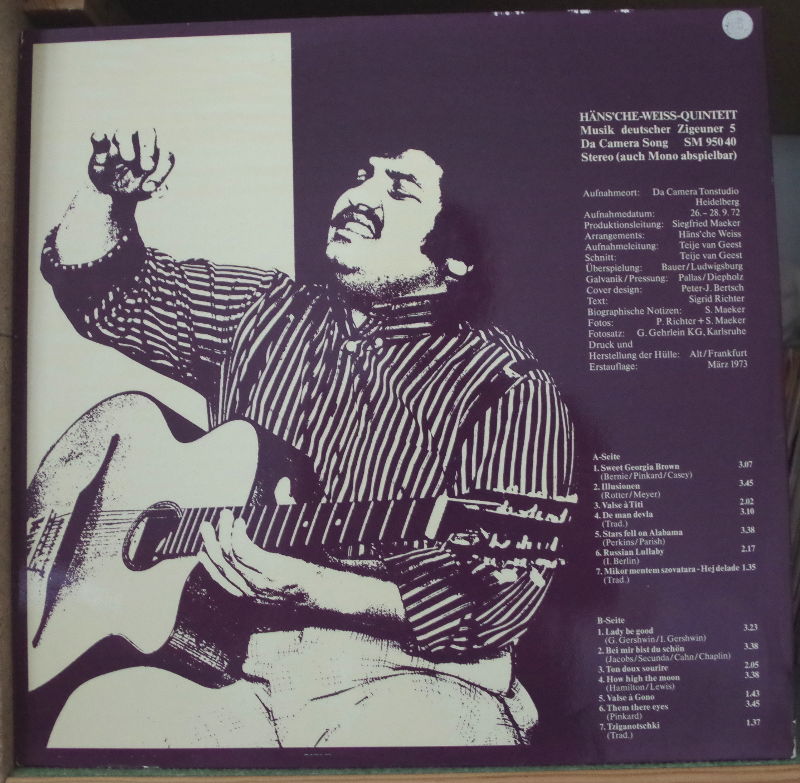 HÄNS'CHE-WEISS-QUINTETT
Musik deutscher Zigeuner 5
Da Camera Song SM 95040
Stereo (auch Mono abspielbar)
Aufnahmeort: Da Camera Tonstudio
Heidelberg
Aufnahmedatum: 26. – 28. 9. 72
Produktionsleitung: Siegfried Maeker
Arrangements: Häns'che Weiss
Aufnahmeleitung: Teije van Geest
Schnitt: Teije van Geest
Überspielung: Bauer/Ludwigsburg
Galvanik/Pressung: Pallas/Diepholz
Cover design: Peter-J. Bertsch
Text: Sigrid Richter
Biographische Notizen: S. Maeker
Fotos: P. Richter + S. Maeker
Fotosatz: G. Gehrlein KG, Karlsruhe
Druck und
Herstellung der Hülle: Alt/Frankfurt
Erstauflage: März 1973
A-Seite
1. Sweet Georgia Brown 3.07
(Bernie/Pinkard/Casey)
2. Illusionen 3.45
(Rotter/Meyer)
3. Valse à Titi 2.02
4. De man devla 3.10
(Trad.)
5. Stars fell on Alabama 3.38
(Perkins/Parish)
6. Russian Lullaby 2.17
(I. Berlin)
7. Mikor mentem szovatara - Hej delade 1.35
(Trad.)
B-Seite
1. Lady be good 3.23
(G. Gershwin/I. Gershwin)
2. Bei mir bist du schön 3.38
(Jacobs/Secunda/Cahn/Chaplin)
3. Ton doux sourire 2.05
4. How high the moon 3.38
(Hamilton/Lewis)
5. Valse à Gono 1.43
6. Them there eyes 3.45
(Pinkard)
7. Tziganotschki 1.37
(Trad.)